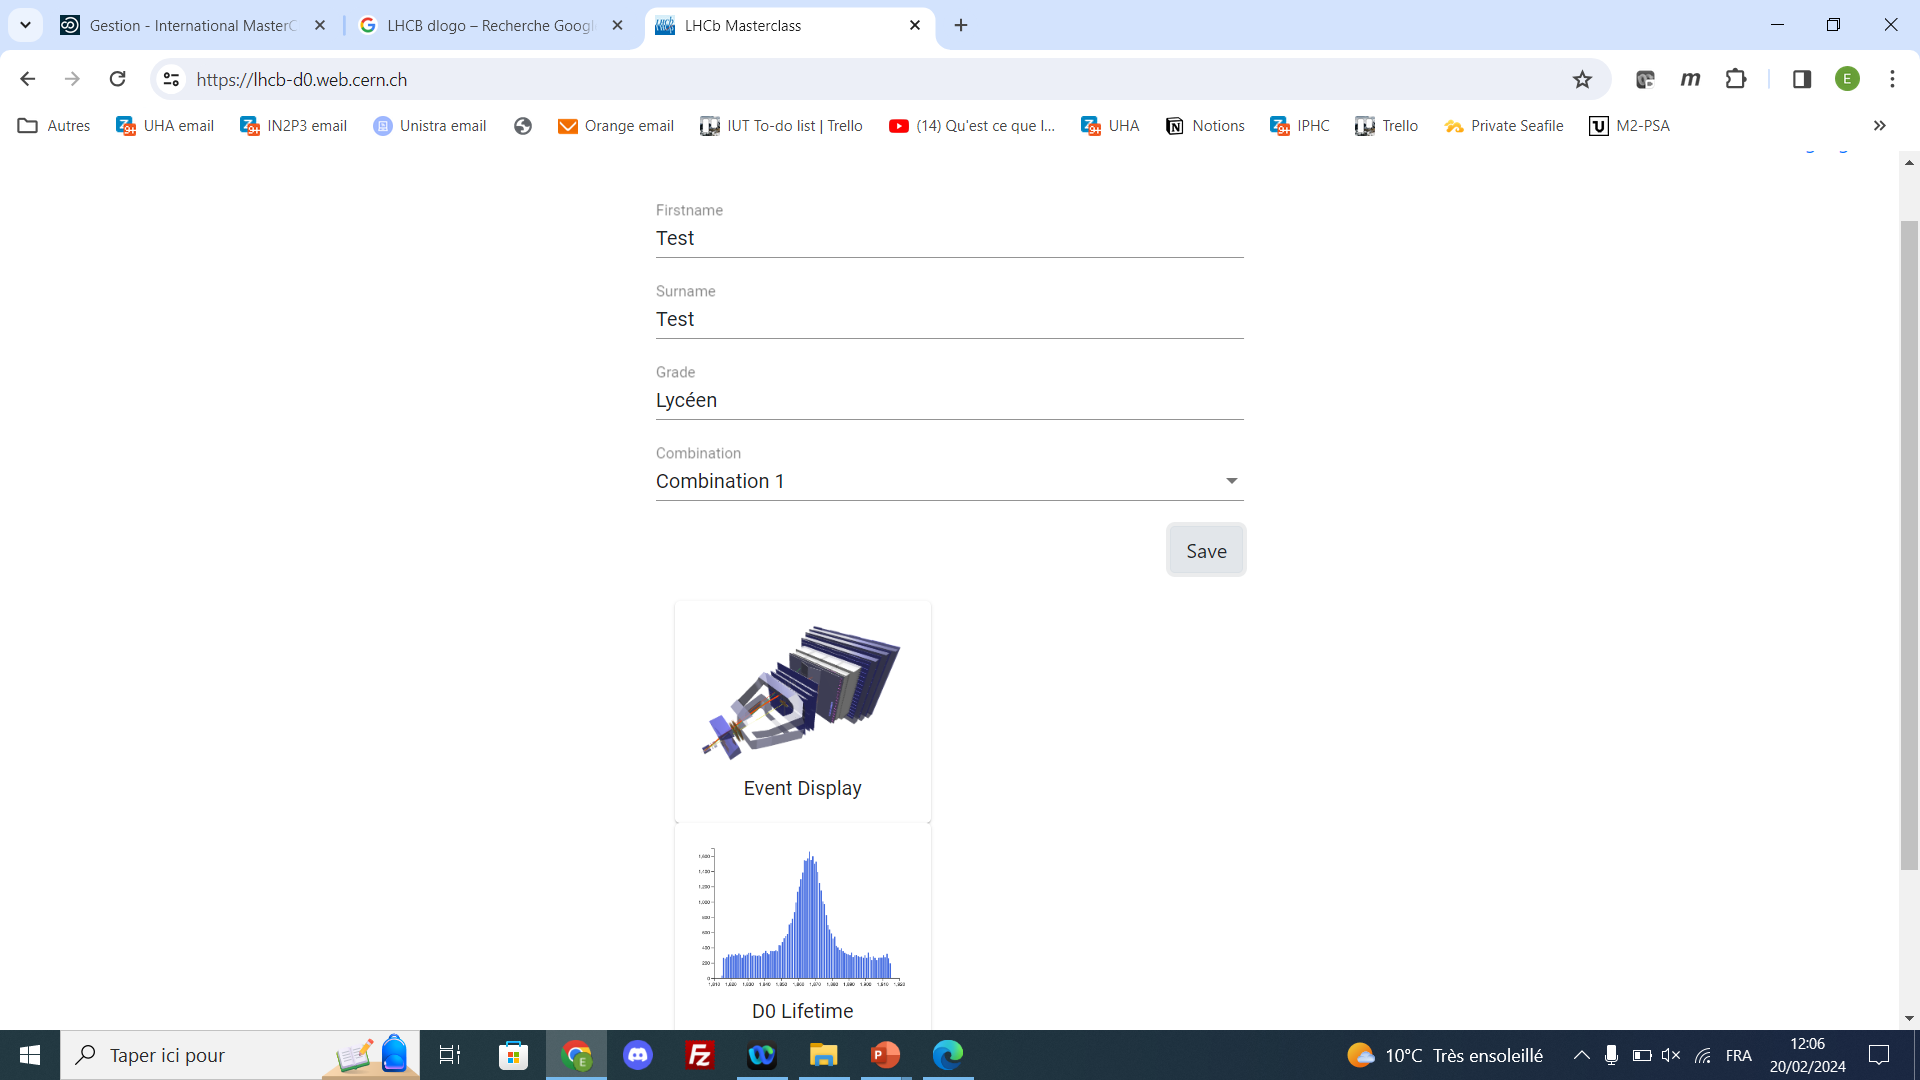 Gestion - International MasterC
LHCB dlogo – Recherche Googl
LHCb Masterclass
https://lhcb-d0.web.cern.ch
E
Autres
UHA email
IN2P3 email
Unistra email
Orange email
IUT To-do list | Trello
(14) Qu'est ce que l...
UHA
Notions
IPHC
Trello
Private Seafile
M2-PSA
Firstname
Test
Surname
Test
Grade
Lycéen
Combination
Combination 1
Save
Event Display
D0 Lifetime
Taper ici pour
10°C Très ensoleillé
FRA
12:06
20/02/2024